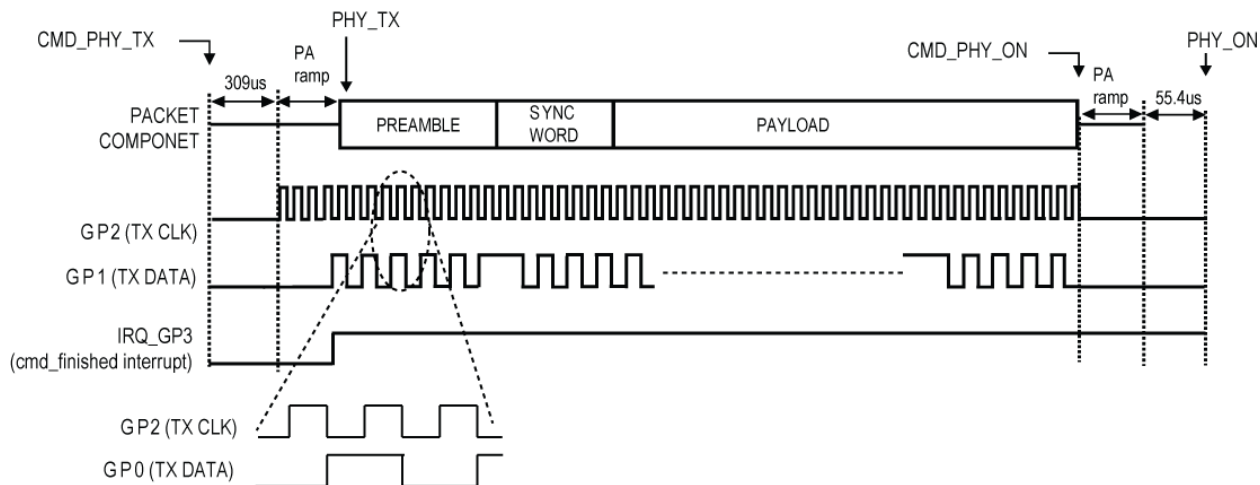 PHY_TX
CMD_PHY_TX
CMD_PHY_ON
PHY_ON
PA
ramp
PA
ramp
309us
55.4us
PACKET
COMPONET
PREAMBLE
SYNC
WORD
PAYLOAD
GP2 (TX CLK)
GP1 (TX DATA)
IRQ_GP3
(cmd_finished interrupt)
GP2 (TX CLK)
GP0 (TX DATA)